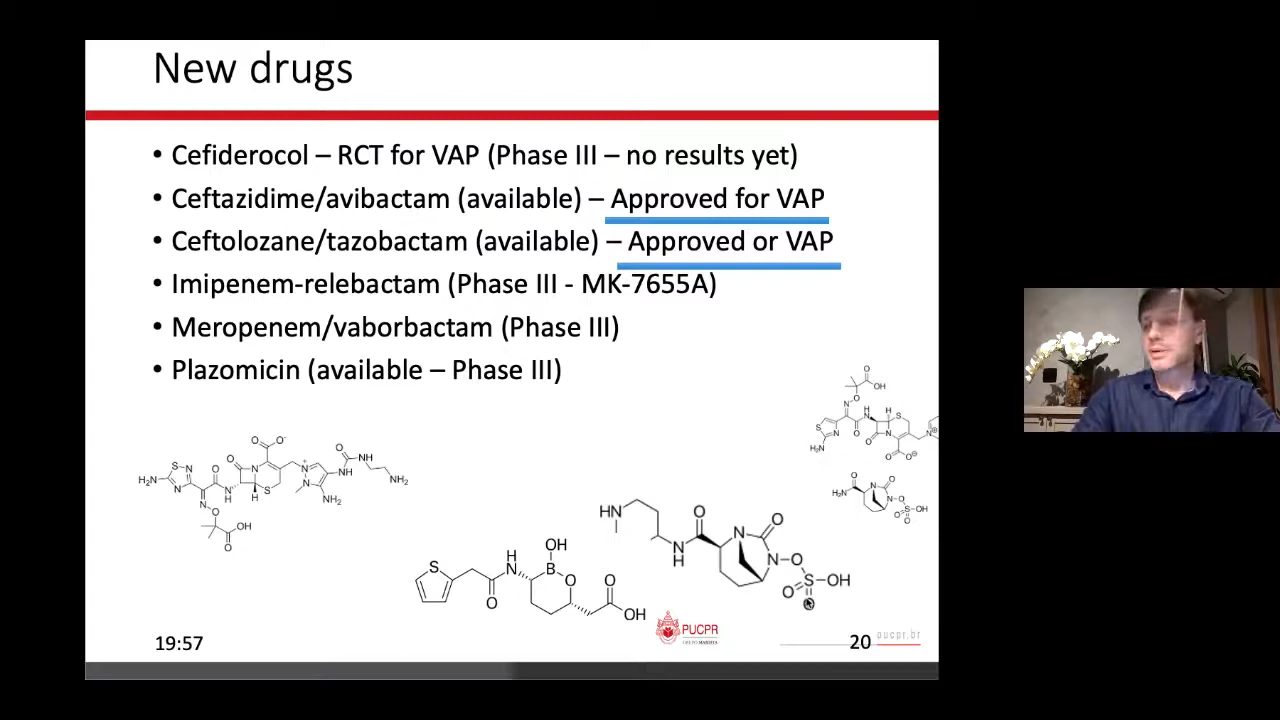 New drugs
• Cefiderocol – RCT for VAP (Phase III – no results yet)
• Ceftazidime/avibactam (available) – Approved for VAP
• Ceftolozane/tazobactam (available) – Approved or VAP
• Imipenem-relebactam (Phase III - MK-7655A)
• Meropenem/vaborbactam (Phase III)
• Plazomicin (available – Phase III)
19:57
PUCPR
GRUPO MARISTA
20
pucpr.br